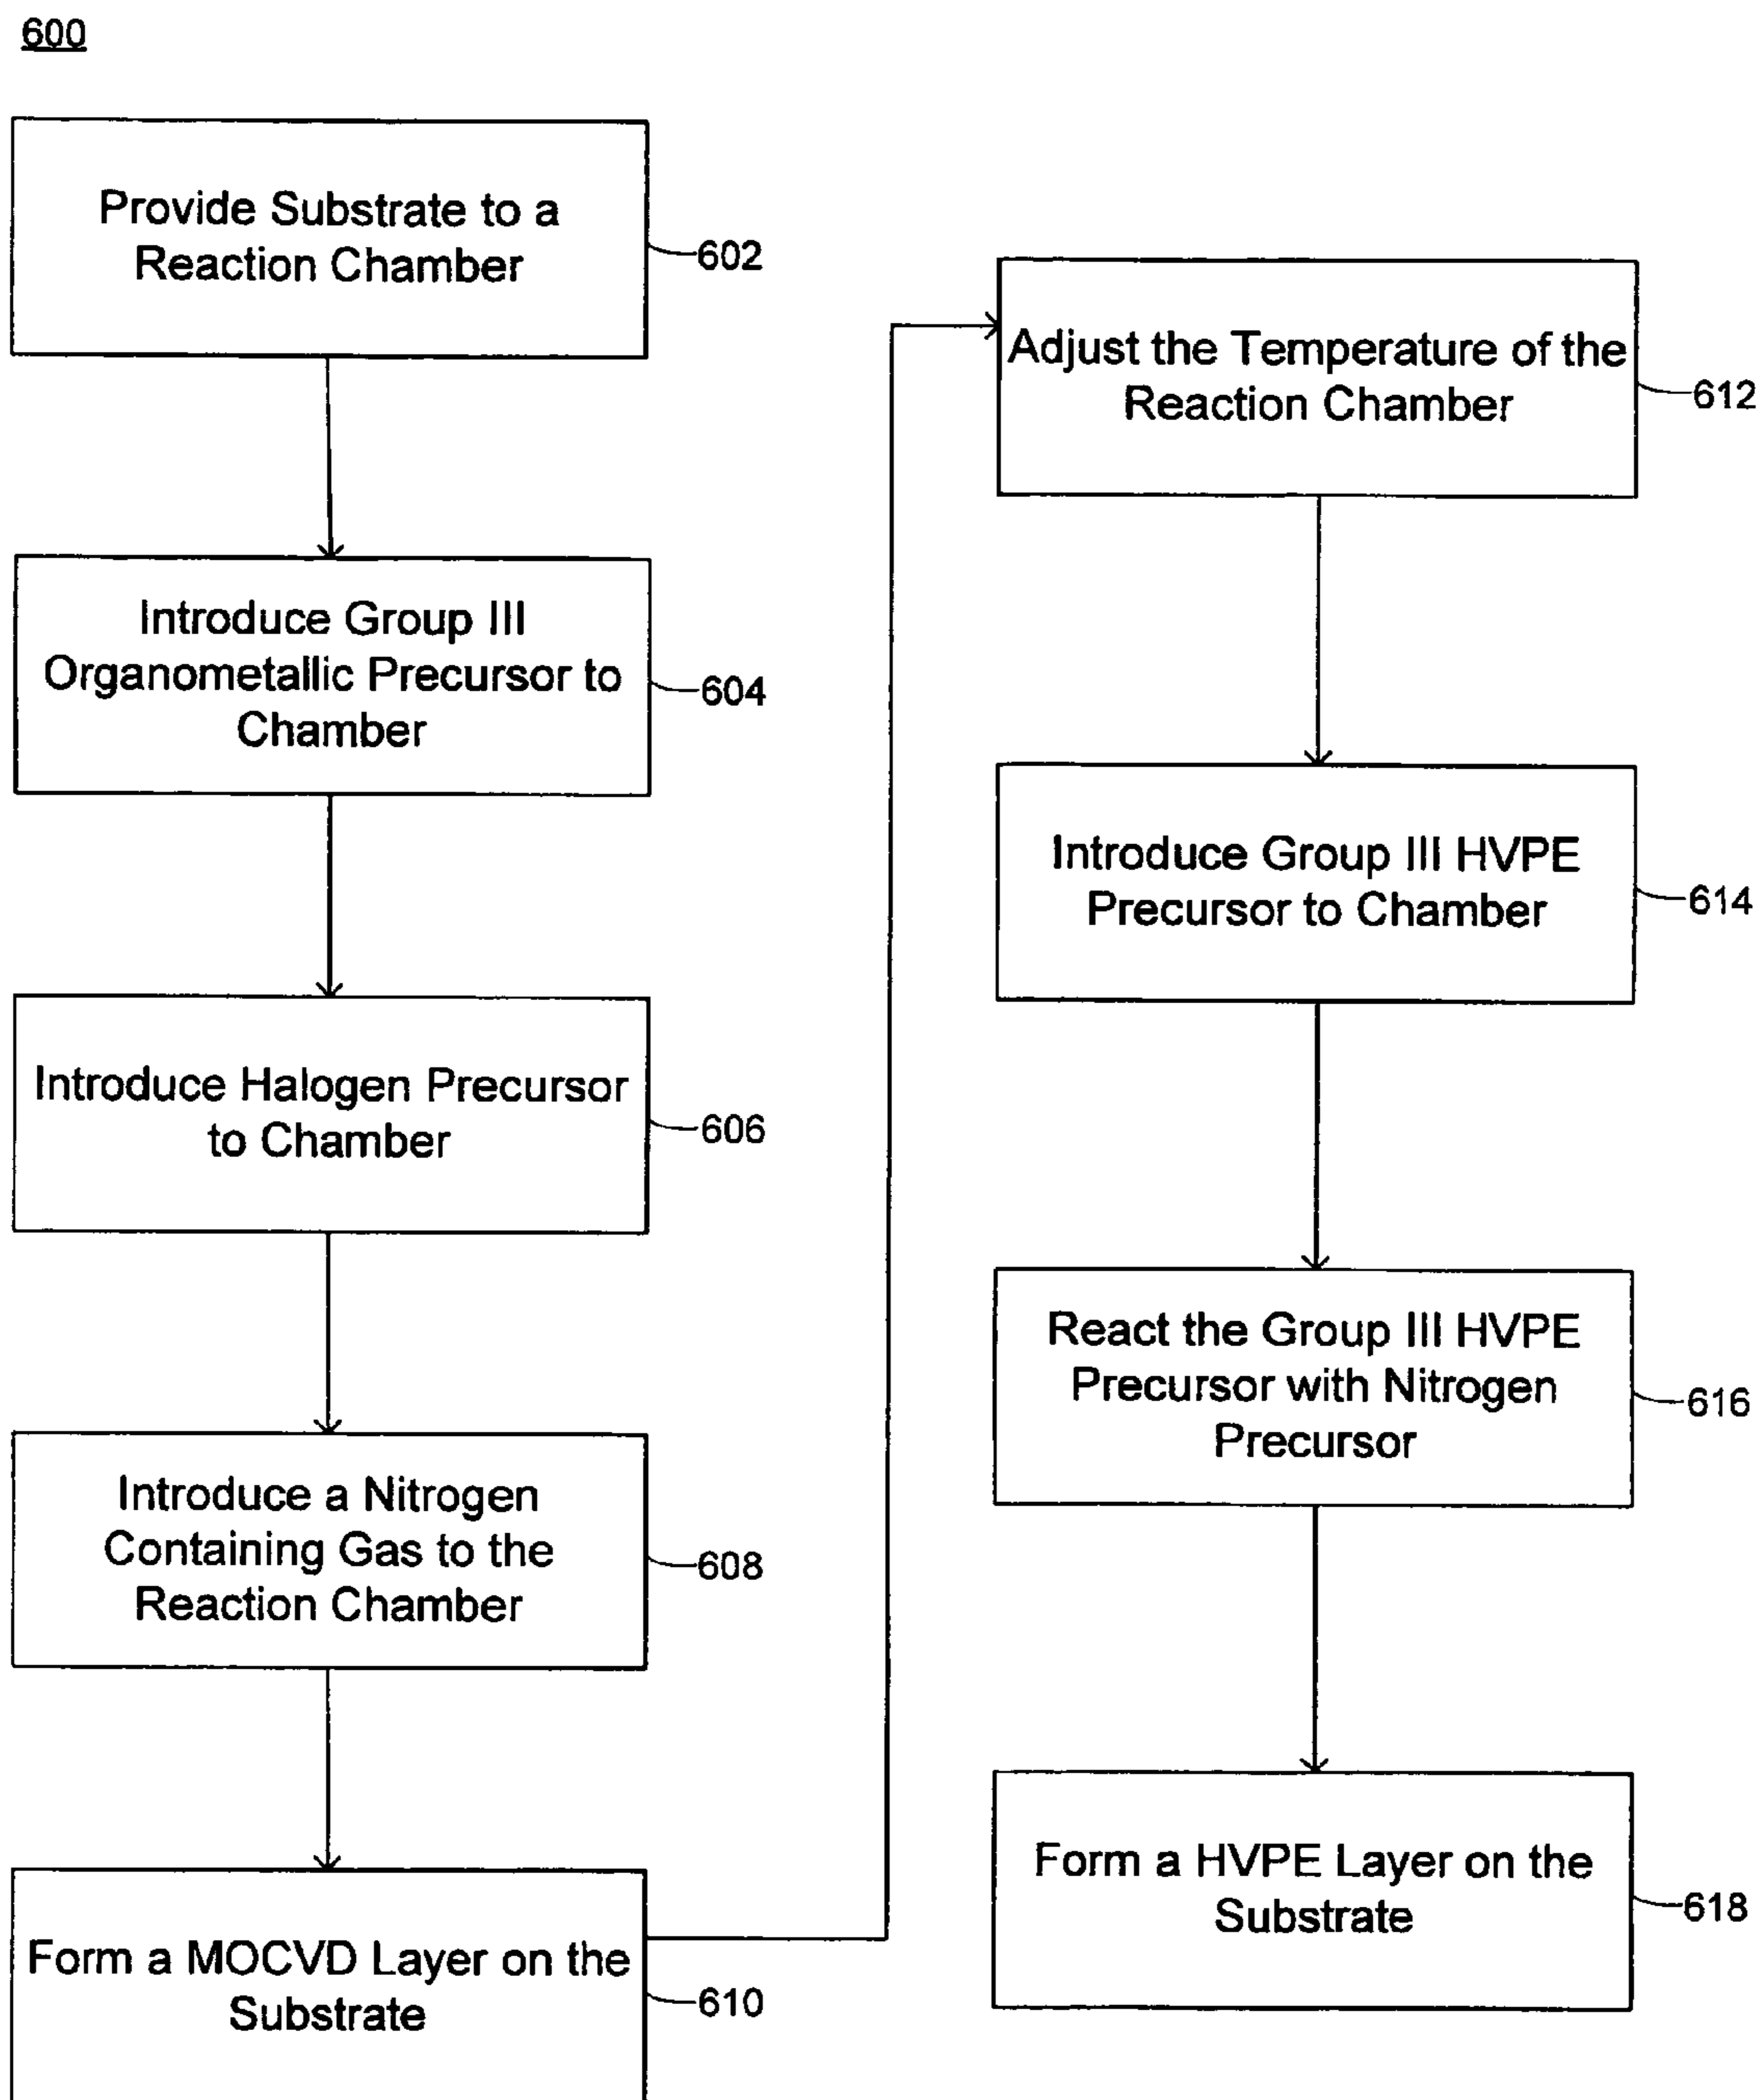 600
Provide Substrate to a
Reaction Chamber
602
Introduce Group III
Organometallic Precursor to
Chamber
604
Introduce Halogen Precursor
to Chamber
606
Introduce a Nitrogen
Containing Gas to the
Reaction Chamber
608
Form a MOCVD Layer on the
Substrate
610
Adjust the Temperature of the
Reaction Chamber
612
Introduce Group III HVPE
Precursor to Chamber
614
React the Group III HVPE
Precursor with Nitrogen
Precursor
616
Form a HVPE Layer on the
Substrate
618